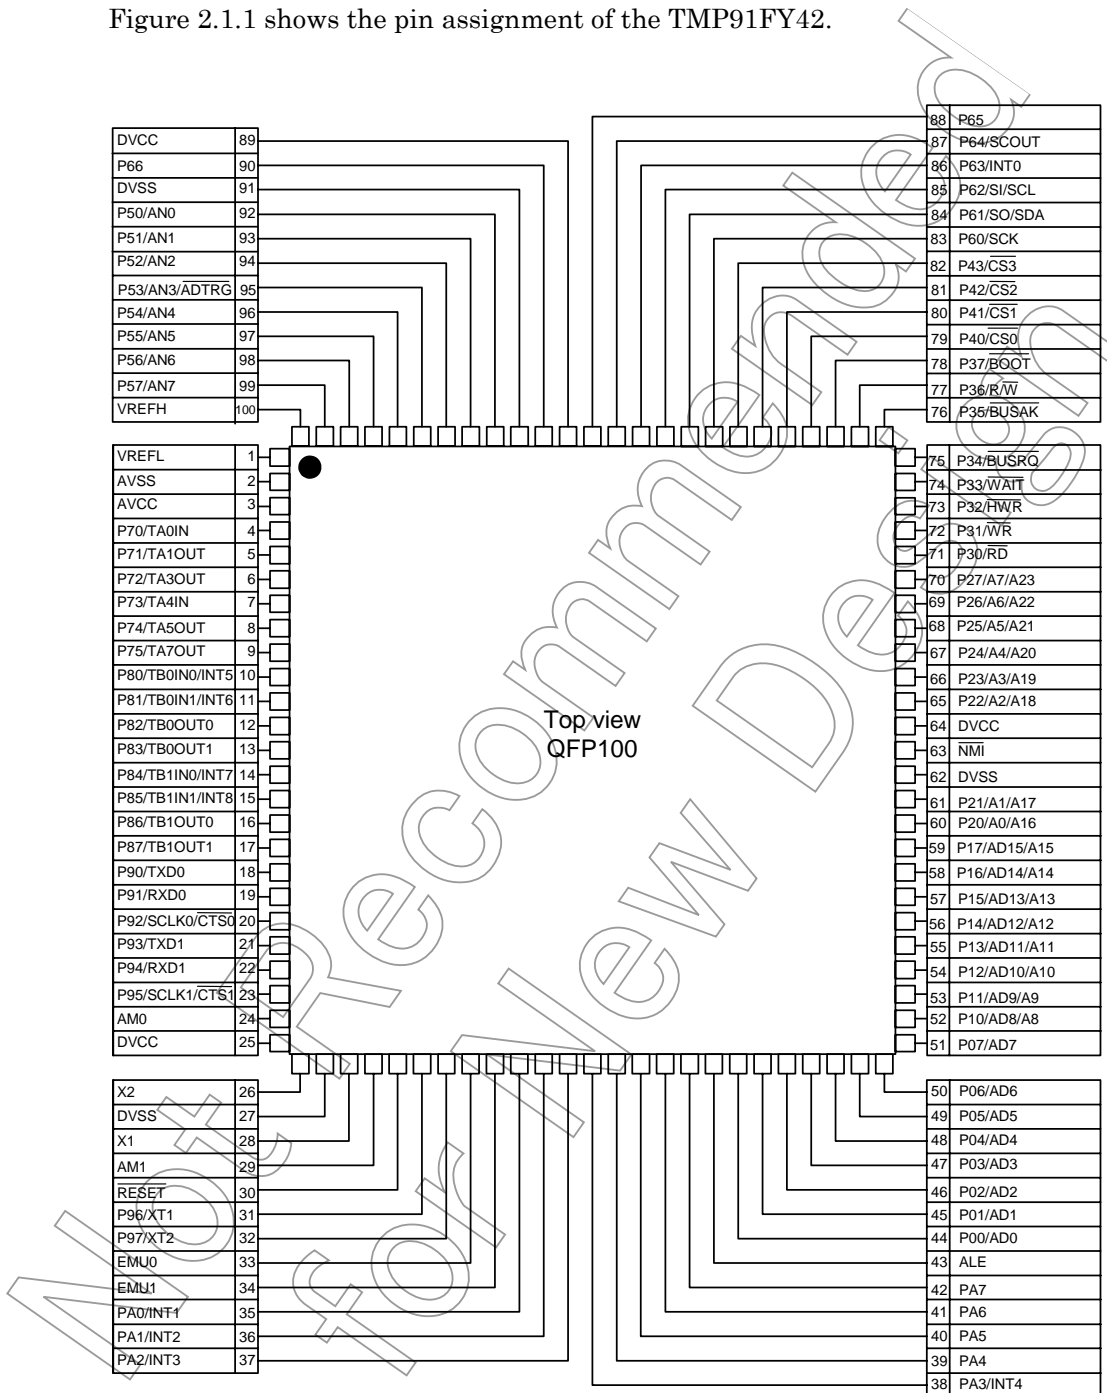 Figure 2.1.1 shows the pin assignment of the TMP91FY42.
DVCC 89
P66 90
DVSS 91
P50/AN0 92
P51/AN1 93
P52/AN2 94
P53/AN3/ADTRG 95
P54/AN4 96
P55/AN5 97
P56/AN6 98
P57/AN7 99
VREFH 100
88 P65
87 P64/SCOUT
86 P63/INT0
85 P62/SI/SCL
84 P61/SO/SDA
83 P60/SCK
82 P43/CS3
81 P42/CS2
80 P41/CS1
79 P40/CS0
78 P37/BOOT
77 P36/R/W
76 P35/BUSAK
VREFL 1
AVSS 2
AVCC 3
P70/TA0IN 4
P71/TA1OUT 5
P72/TA3OUT 6
P73/TA4IN 7
P74/TA5OUT 8
P75/TA7OUT 9
P80/TB0IN0/INT5 10
P81/TB0IN1/INT6 11
P82/TB0OUT0 12
P83/TB0OUT1 13
P84/TB1IN0/INT7 14
P85/TB1IN1/INT8 15
P86/TB1OUT0 16
P87/TB1OUT1 17
P90/TXD0 18
P91/RXD0 19
P92/SCLK0/CTS0 20
P93/TXD1 21
P94/RXD1 22
P95/SCLK1/CTS1 23
AM0 24
DVCC 25
Top view
QFP100
75 P34/BUSRQ
74 P33/WAIT
73 P32/HWR
72 P31/WR
71 P30/RD
70 P27/A7/A23
69 P26/A6/A22
68 P25/A5/A21
67 P24/A4/A20
66 P23/A3/A19
65 P22/A2/A18
64 DVCC
63 NMI
62 DVSS
61 P21/A1/A17
60 P20/A0/A16
59 P17/AD15/A15
58 P16/AD14/A14
57 P15/AD13/A13
56 P14/AD12/A12
55 P13/AD11/A11
54 P12/AD10/A10
53 P11/AD9/A9
52 P10/AD8/A8
51 P07/AD7
X2 26
DVSS 27
X1 28
AM1 29
RESET 30
P96/XT1 31
P97/XT2 32
EMU0 33
EMU1 34
PA0/INT1 35
PA1/INT2 36
PA2/INT3 37
50 P06/AD6
49 P05/AD5
48 P04/AD4
47 P03/AD3
46 P02/AD2
45 P01/AD1
44 P00/AD0
43 ALE
42 PA7
41 PA6
40 PA5
39 PA4
38 PA3/INT4
Not Recommended
for New Design